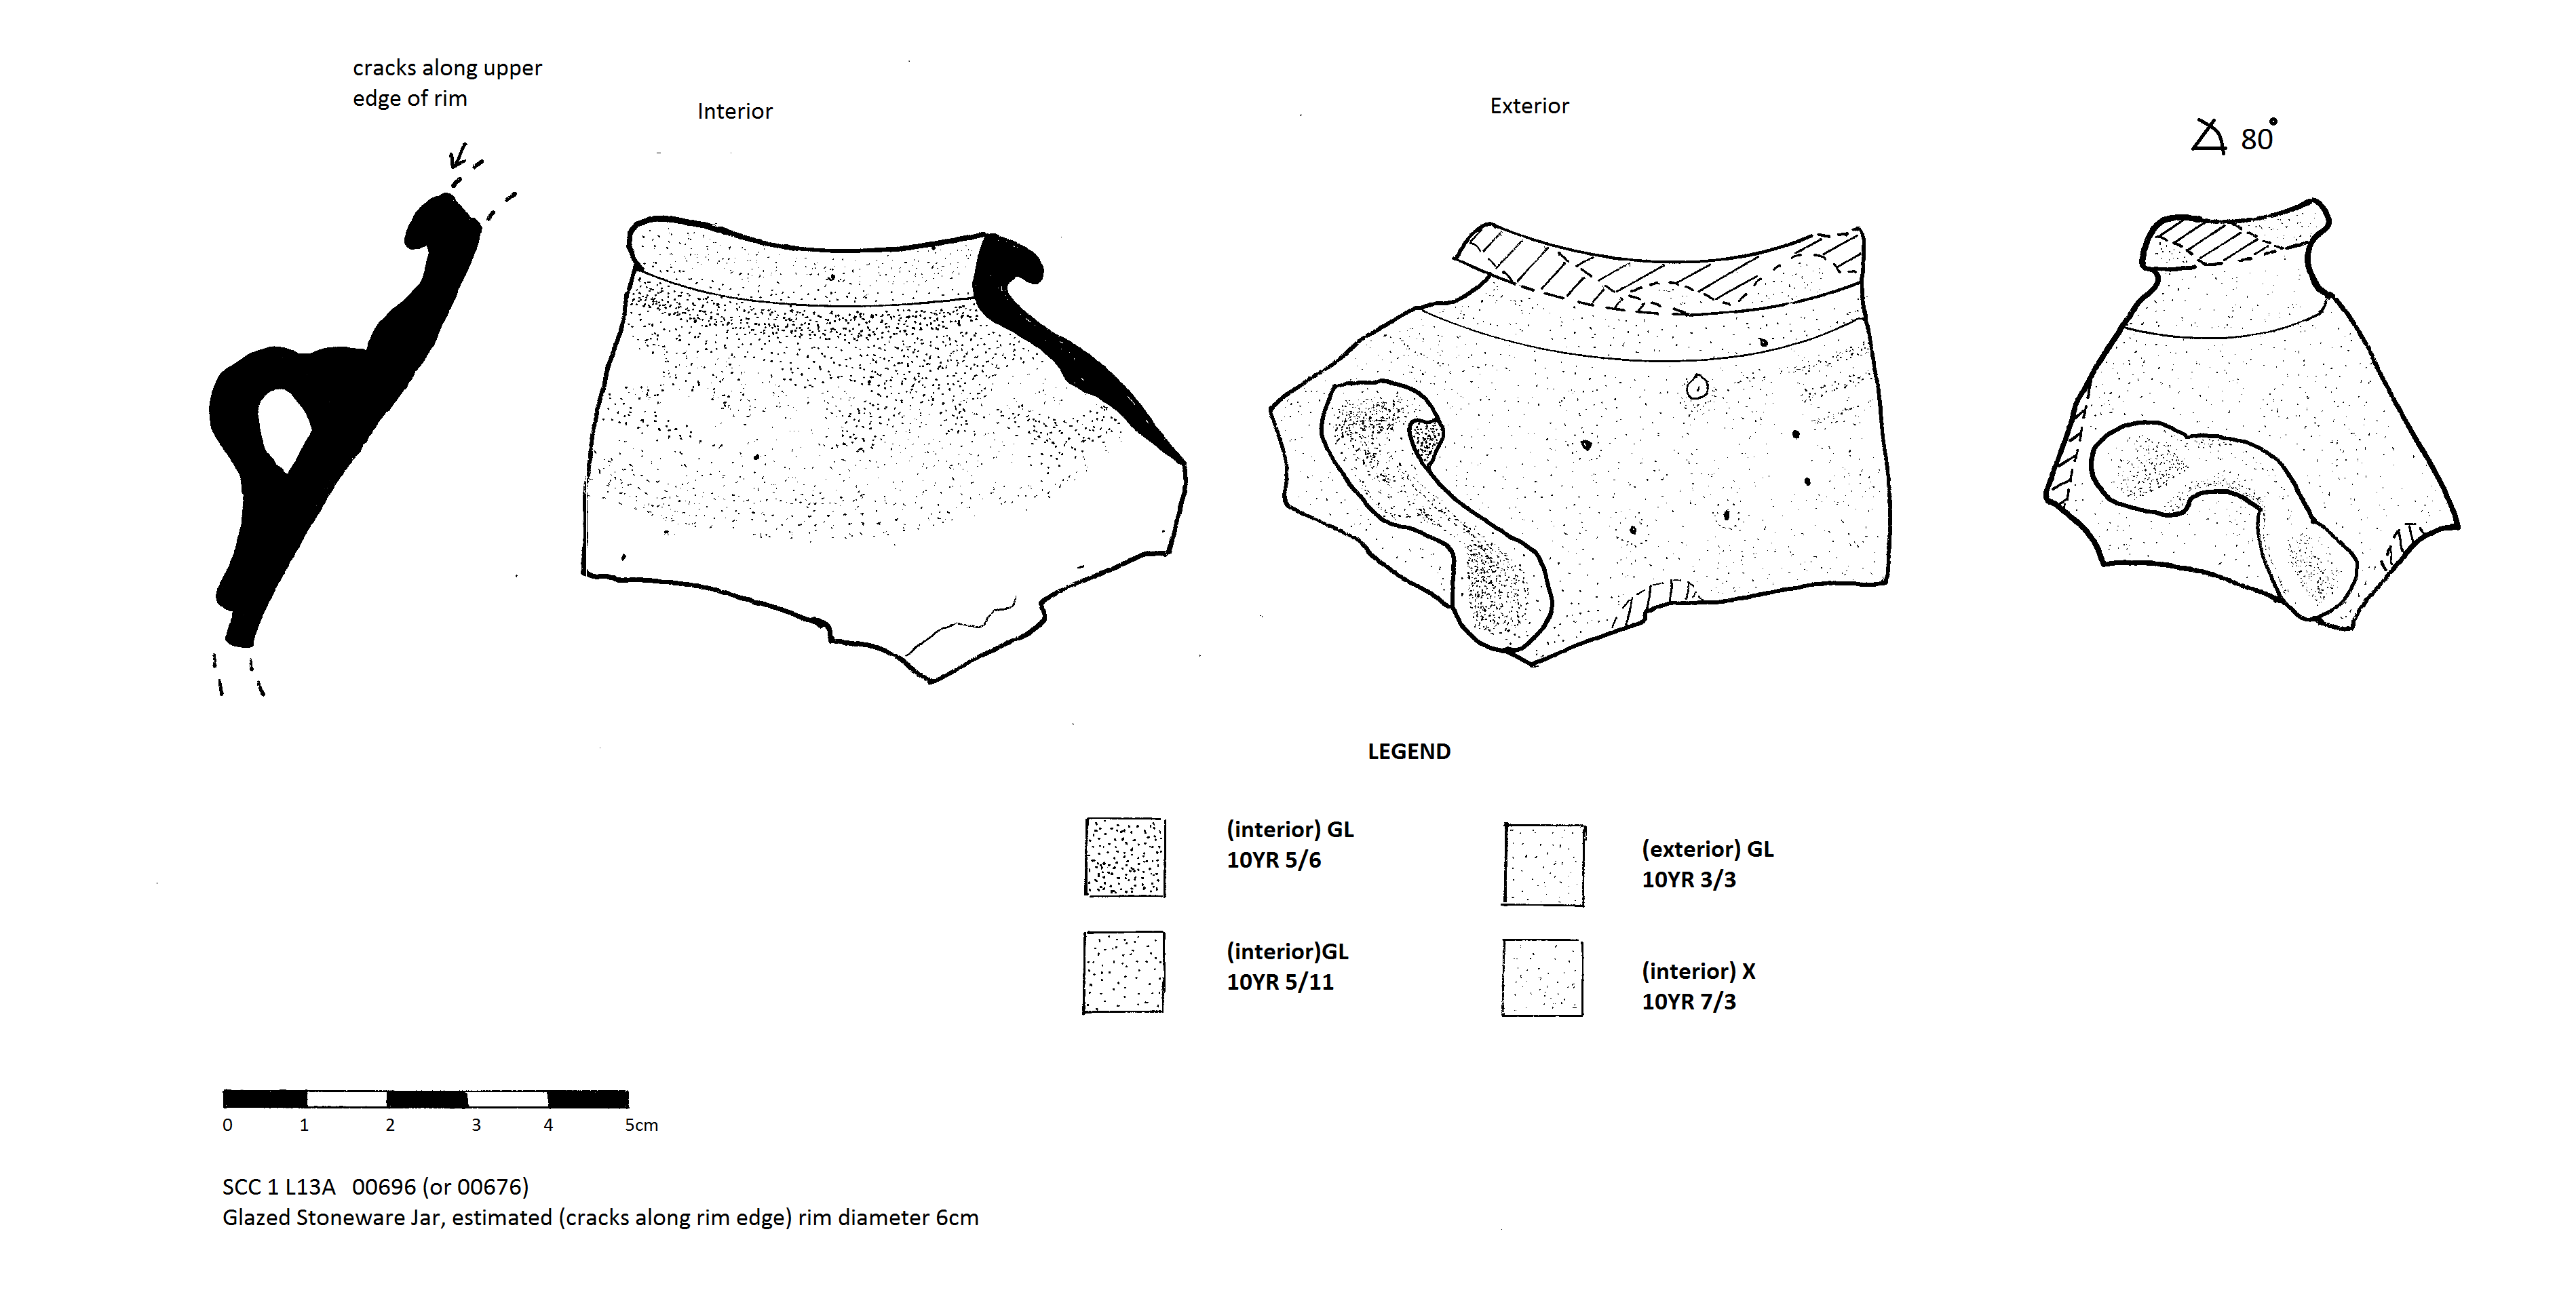 cracks along upper
edge of rim
Interior
Exterior
80°
LEGEND
(interior) GL
10YR 5/6
(exterior) GL
10YR 3/3
(interior)GL
10YR 5/11
(interior) X
10YR 7/3
0 1 2 3 4 5cm
SCC 1 L13A 00696 (or 00676)
Glazed Stoneware Jar, estimated (cracks along rim edge) rim diameter 6cm